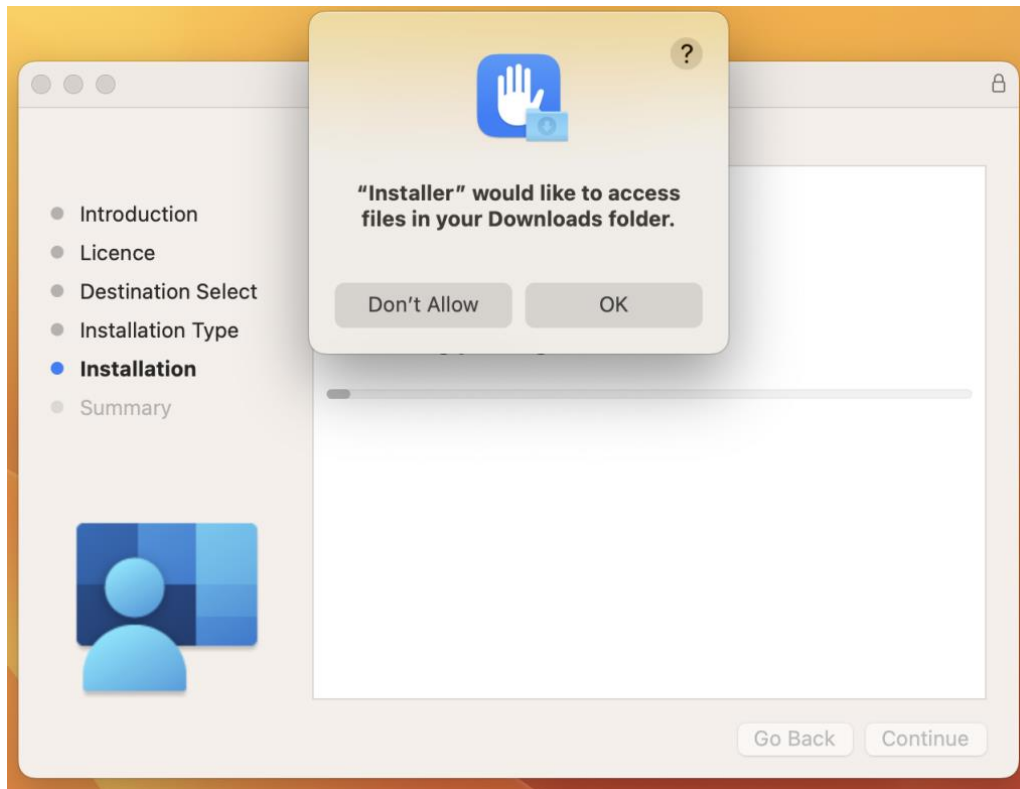 ?
“Installer” would like to access
files in your Downloads folder.
Don’t Allow
OK
Introduction
Licence
Destination Select
Installation Type
Installation
Summary
Go Back
Continue